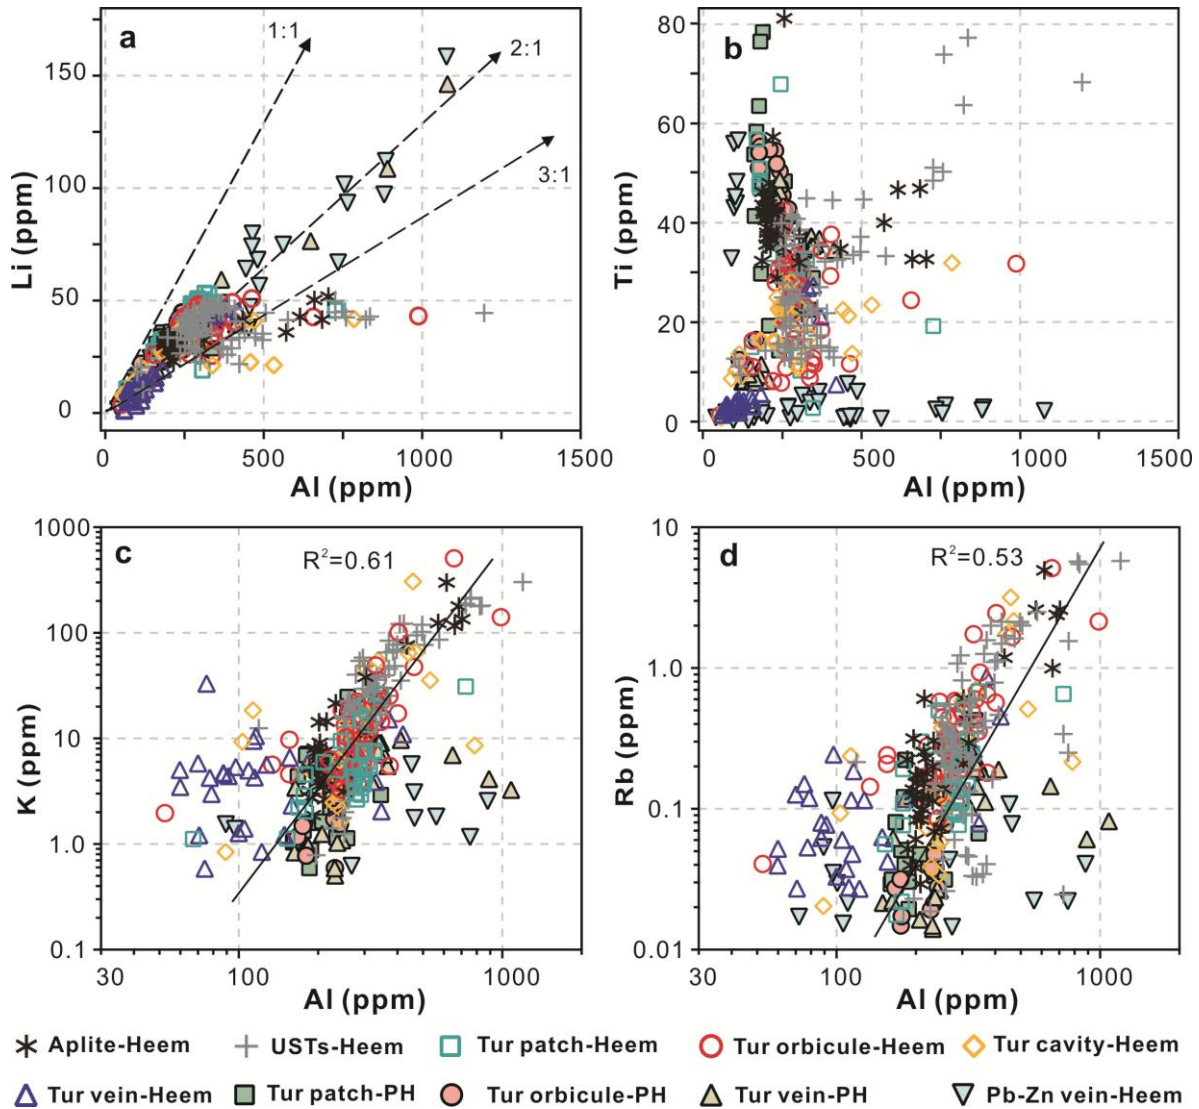 a
1:1
2:1
3:1
150
100
50
0
Li (ppm)
0 500 1000 1500
Al (ppm)
b
80
60
40
20
0
Ti (ppm)
0 500 1000 1500
Al (ppm)
c
R²=0.61
1000
100
10
1.0
0.1
K (ppm)
30 100 1000
Al (ppm)
d
R²=0.53
10
1.0
0.1
0.01
Rb (ppm)
30 100 1000
Al (ppm)
Aplite-Heem USTs-Heem Tur patch-Heem Tur orbicule-Heem Tur cavity-Heem
Tur vein-Heem Tur patch-PH Tur orbicule-PH Tur vein-PH Pb-Zn vein-Heem